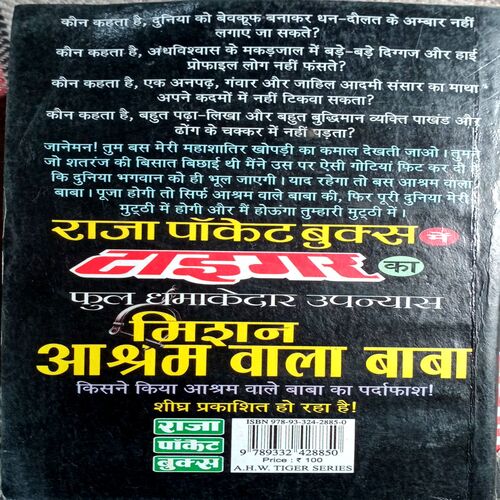 कौन कहता है, दुनिया को बेवकूफ बनाकर धन-दौलत के अम्बार नहीं
लगाए जा सकते?
कौन कहता है, अंधविश्वास के मकड़जाल में बड़े-बड़े दिग्गज और हाई
प्रोफाइल लोग नहीं फंसते?
कौन कहता है, एक अनपढ़, गंवार और जाहिल आदमी संसार का माथा
अपने कदमों में नहीं टिकवा सकता?
कौन कहता है, बहुत पढ़ा-लिखा और बहुत बुद्धिमान व्यक्ति पाखंड और
ढोंग के चक्कर में नहीं पड़ता?
जानेमन! तुम बस मेरी महाशातिर खोपड़ी का कमाल देखती जाओ। तुमने
जो शतरंज की बिसात बिछाई थी मैंने उस पर ऐसी गोटियां फिट कर दी हैं
कि दुनिया भगवान को ही भूल जाएगी। याद रहेगा तो बस आश्रम वाला
बाबा। पूजा होगी तो सिर्फ आश्रम वाले बाबा की, फिर पूरी दुनिया मेरी
मुट्ठी में होगी और मैं होऊंगा तुम्हारी मुट्ठी में।
राजा पॉकेट बुक्स में
टाइगर का
फुल धमाकेदार उपन्यास
मिशन
आश्रम वाला बाबा
किसने किया आश्रम वाले बाबा का पर्दाफाश!
शीघ्र प्रकाशित हो रहा है!
राजा
पॉकेट
बुक्स
ISBN 978-93-324-2885-0
9 789332 428850
Price : ₹ 100
A.H.W. TIGER SERIES